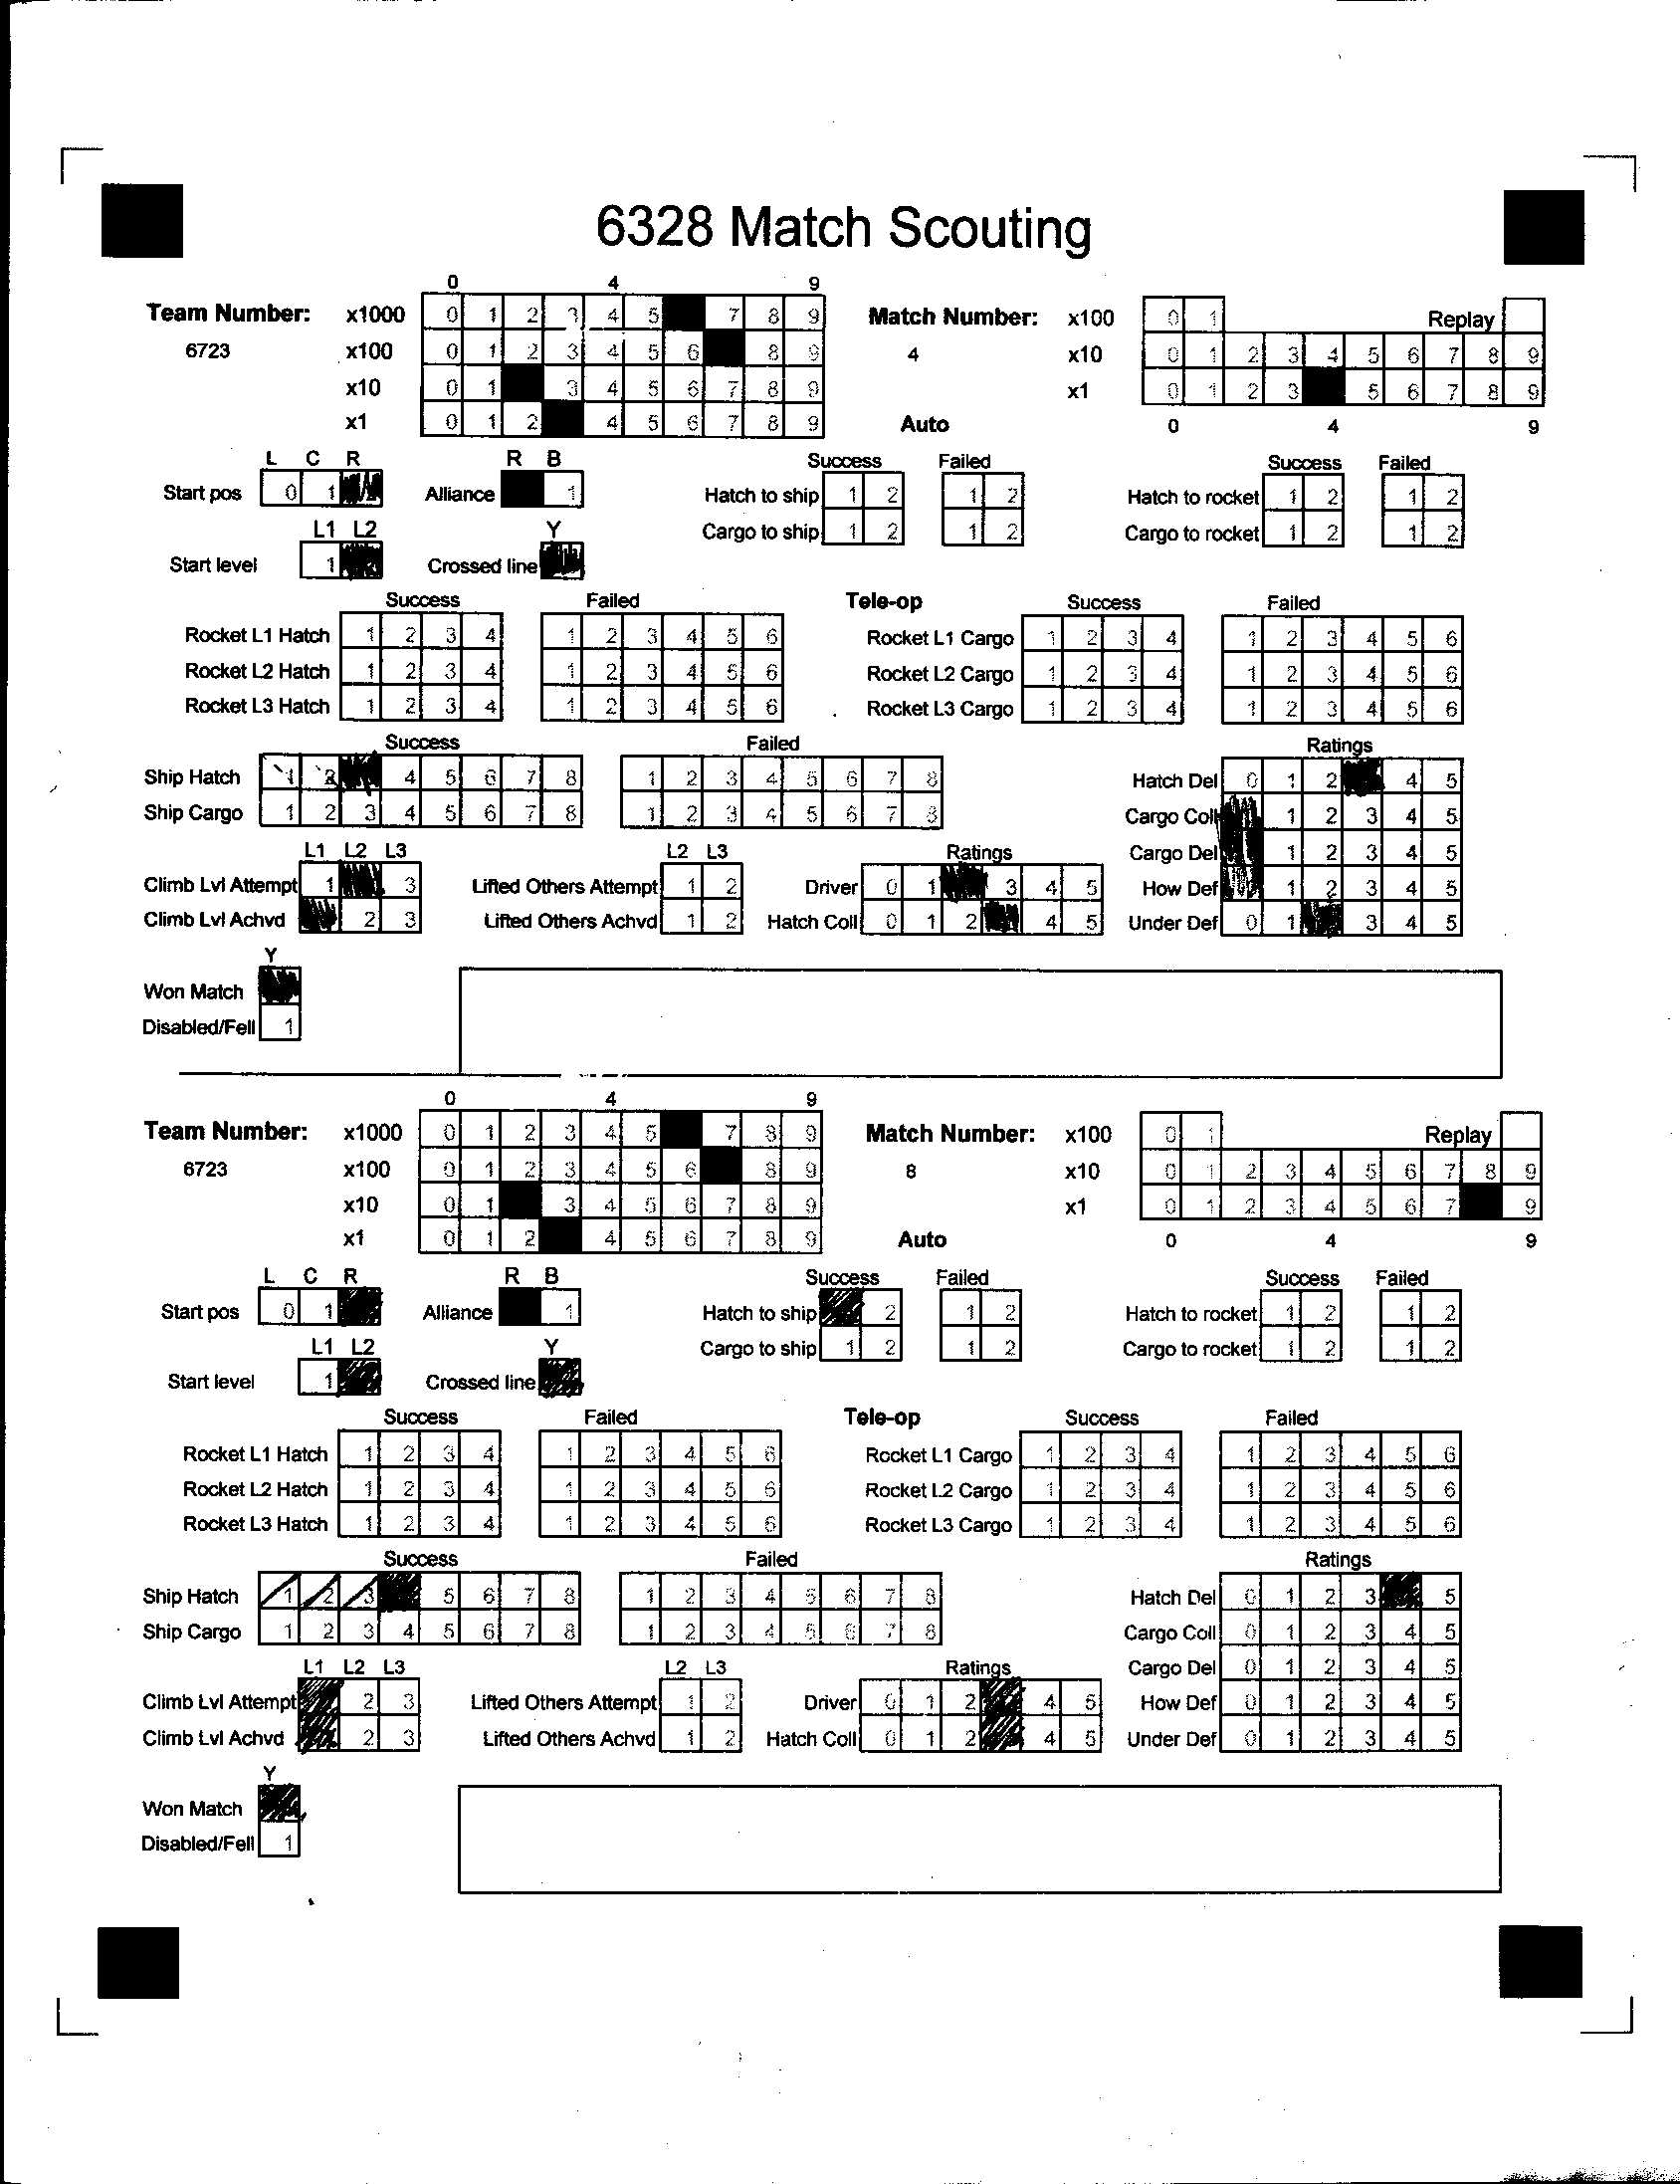 6328 Match Scouting
0 4 9
Team Number: x1000 0 1 2 3 4 5 7 8 9 Match Number: x100 0 1 Replay
6723 x100 0 1 2 3 4 5 6 8 9 4 x10 0 1 2 3 4 5 6 7 8 9
x10 0 1 3 4 5 6 7 8 9 x1 0 1 2 3 5 6 7 8 9
x1 0 1 2 4 5 6 7 8 9 Auto 0 4 9
L C R R B Success Failed Success Failed
Start pos 0 1 Alliance 1 Hatch to ship 1 2 1 2 Hatch to rocket 1 2 1 2
L1 L2 Y Cargo to ship 1 2 1 2 Cargo to rocket 1 2 1 2
Start level 1 Crossed line
Success Failed Tele-op Success Failed
Rocket L1 Hatch 1 2 3 4 1 2 3 4 5 6 Rocket L1 Cargo 1 2 3 4 1 2 3 4 5 6
Rocket L2 Hatch 1 2 3 4 1 2 3 4 5 6 Rocket L2 Cargo 1 2 3 4 1 2 3 4 5 6
Rocket L3 Hatch 1 2 3 4 1 2 3 4 5 6 Rocket L3 Cargo 1 2 3 4 1 2 3 4 5 6
Success Failed Ratings
Ship Hatch 1 2 4 5 6 7 8 1 2 3 4 5 6 7 8 Hatch Del 0 1 2 4 5
Ship Cargo 1 2 3 4 5 6 7 8 1 2 3 4 5 6 7 8 Cargo Coll 1 2 3 4 5
L1 L2 L3 L2 L3 Ratings Cargo Del 1 2 3 4 5
Climb Lvl Attempt 1 3 Lifted Others Attempt 1 2 Driver 0 1 3 4 5 How Def 1 2 3 4 5
Climb Lvl Achvd 2 3 Lifted Others Achvd 1 2 Hatch Coll 0 1 2 4 5 Under Def 0 1 3 4 5
Y
Won Match
Disabled/Fell 1
0 4 9
Team Number: x1000 0 1 2 3 4 5 7 8 9 Match Number: x100 0 1 Replay
6723 x100 0 1 2 3 4 5 6 8 9 8 x10 0 1 2 3 4 5 6 7 8 9
x10 0 1 3 4 5 6 7 8 9 x1 0 1 2 3 4 5 6 7 9
x1 0 1 2 4 5 6 7 8 9 Auto 0 4 9
L C R R B Success Failed Success Failed
Start pos 0 1 Alliance 1 Hatch to ship 2 1 2 Hatch to rocket 1 2 1 2
L1 L2 Y Cargo to ship 1 2 1 2 Cargo to rocket 1 2 1 2
Start level 1 Crossed line
Success Failed Tele-op Success Failed
Rocket L1 Hatch 1 2 3 4 1 2 3 4 5 6 Rocket L1 Cargo 1 2 3 4 1 2 3 4 5 6
Rocket L2 Hatch 1 2 3 4 1 2 3 4 5 6 Rocket L2 Cargo 1 2 3 4 1 2 3 4 5 6
Rocket L3 Hatch 1 2 3 4 1 2 3 4 5 6 Rocket L3 Cargo 1 2 3 4 1 2 3 4 5 6
Success Failed Ratings
Ship Hatch 1 2 3 5 6 7 8 1 2 3 4 5 6 7 8 Hatch Del 0 1 2 3 5
Ship Cargo 1 2 3 4 5 6 7 8 1 2 3 4 5 6 7 8 Cargo Coll 0 1 2 3 4 5
L1 L2 L3 L2 L3 Ratings Cargo Del 0 1 2 3 4 5
Climb Lvl Attempt 2 3 Lifted Others Attempt 1 2 Driver 0 1 2 4 5 How Def 0 1 2 3 4 5
Climb Lvl Achvd 2 3 Lifted Others Achvd 1 2 Hatch Coll 0 1 2 4 5 Under Def 0 1 2 3 4 5
Y
Won Match
Disabled/Fell 1